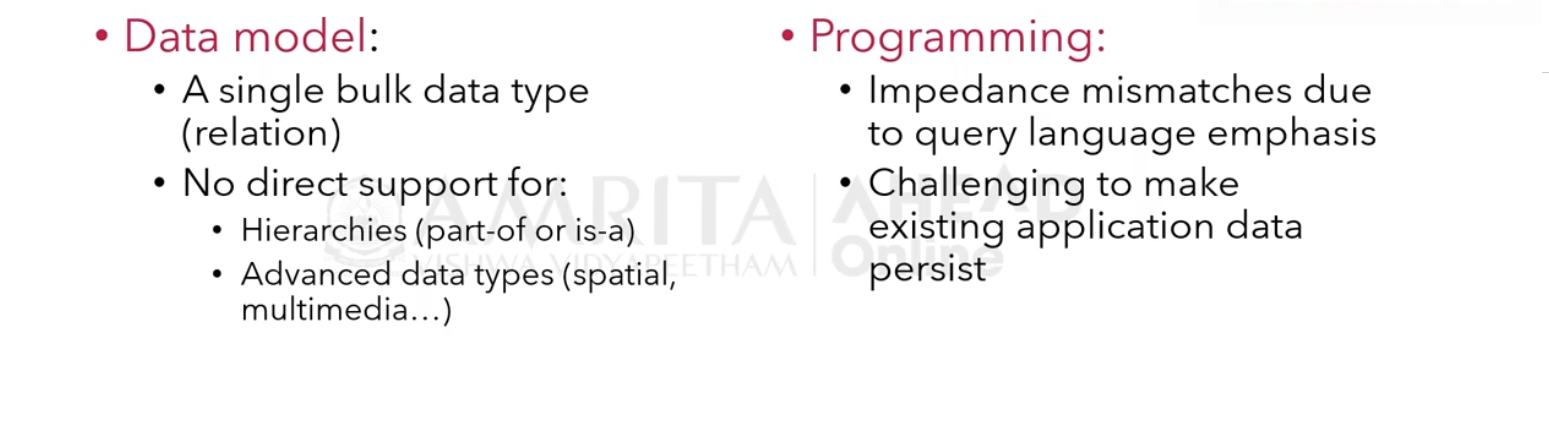 • Data model:
• A single bulk data type
(relation)
• No direct support for:
• Hierarchies (part-of or is-a)
• Advanced data types (spatial,
multimedia...)
• Programming:
• Impedance mismatches due
to query language emphasis
• Challenging to make
existing application data
persist
AMRITA
VISHWA VIDYAPEETHAM
AHEAD
Online